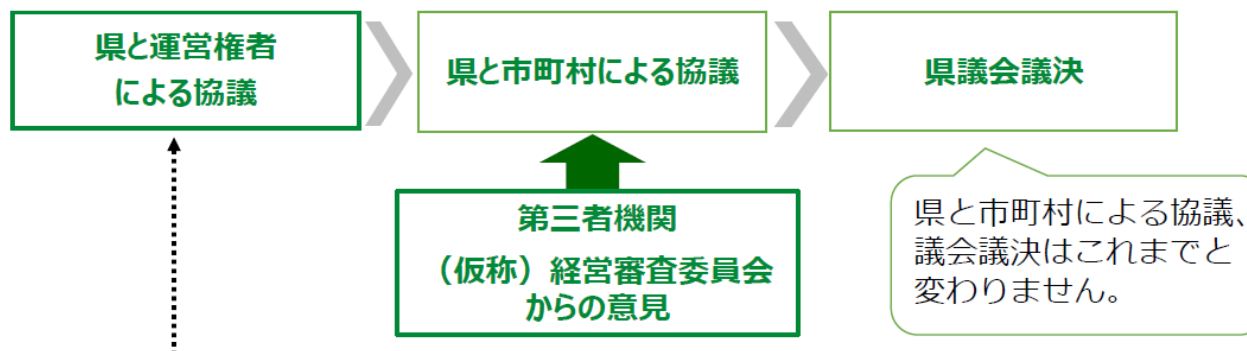 県と運営権者
による協議
県と市町村による協議
県議会議決
第三者機関
（仮称）経営審査委員会
からの意見
県と市町村による協議、
議会議決はこれまでと
変わりません。